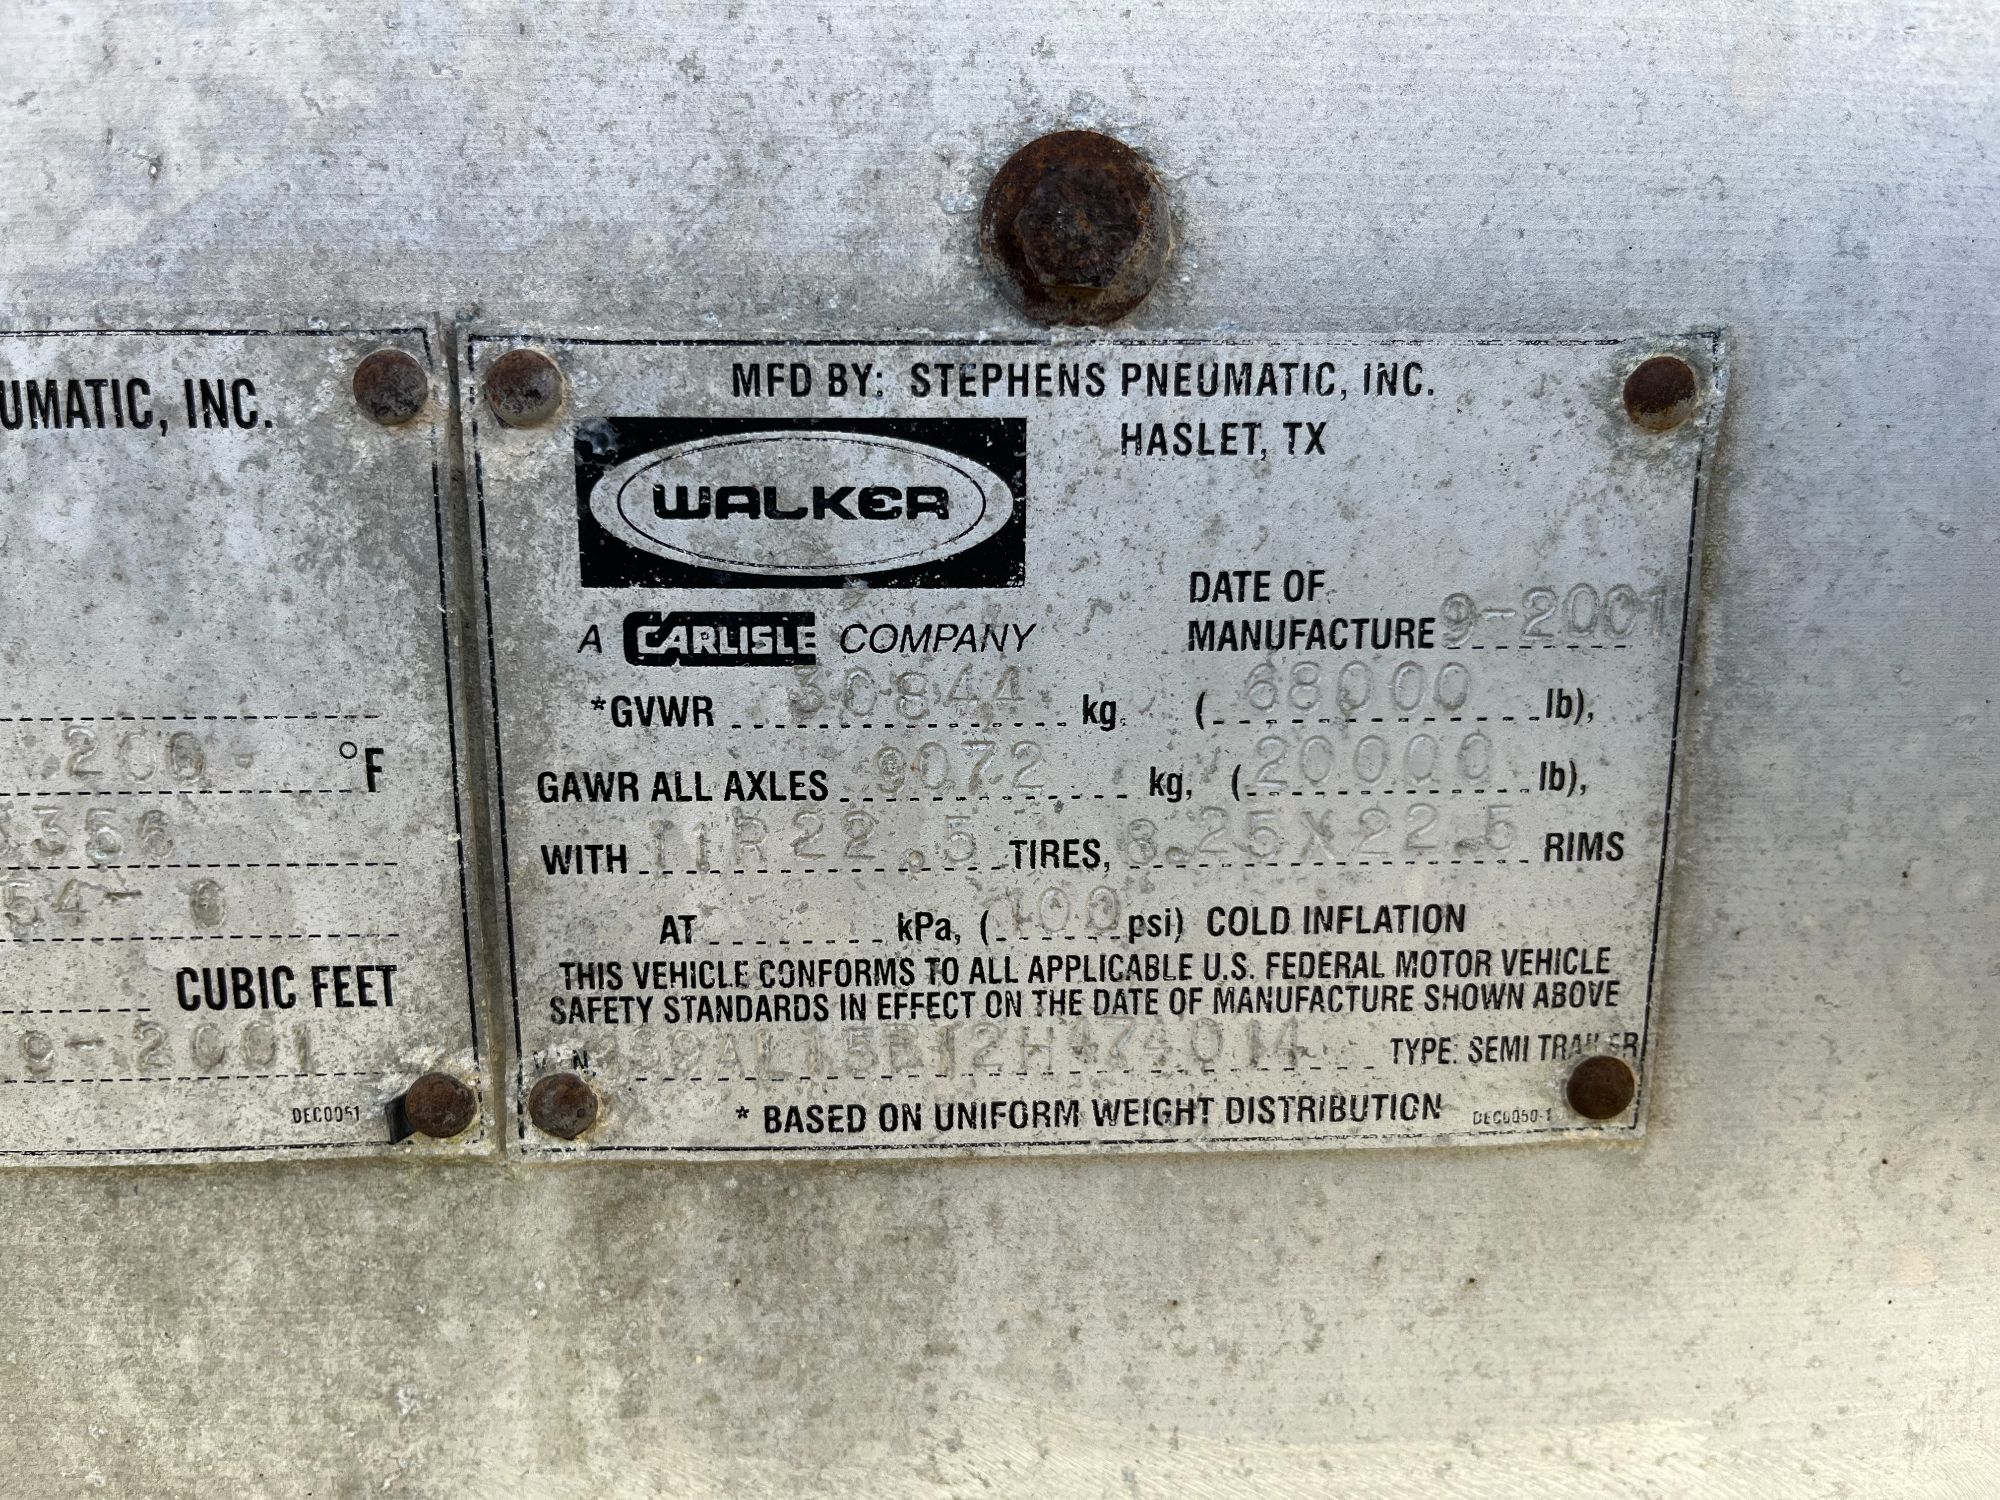 UMATIC, INC.
200 °F
54- 6
CUBIC FEET
9-2001
DEC0051
MFD BY: STEPHENS PNEUMATIC, INC.
HASLET, TX
WALKER
A CARLISLE COMPANY
DATE OF
MANUFACTURE 9-2001
*GVWR 30844 kg, (68000 lb),
GAWR ALL AXLES 9072 kg, (20000 lb),
WITH 11R22.5 TIRES, 8.25X22.5 RIMS
AT kPa, (100 psi) COLD INFLATION
THIS VEHICLE CONFORMS TO ALL APPLICABLE U.S. FEDERAL MOTOR VEHICLE
SAFETY STANDARDS IN EFFECT ON THE DATE OF MANUFACTURE SHOWN ABOVE
TYPE: SEMI TRAILER
* BASED ON UNIFORM WEIGHT DISTRIBUTION
DEC0050-1